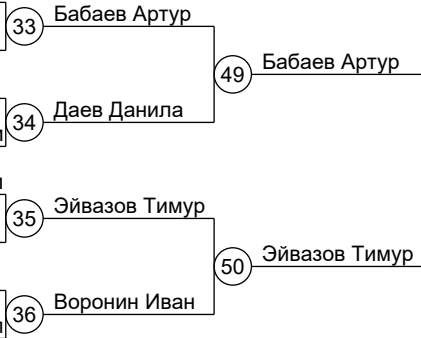 33 Бабаев Артур
49 Бабаев Артур
34 Даев Данила
35 Эйвазов Тимур
50 Эйвазов Тимур
36 Воронин Иван